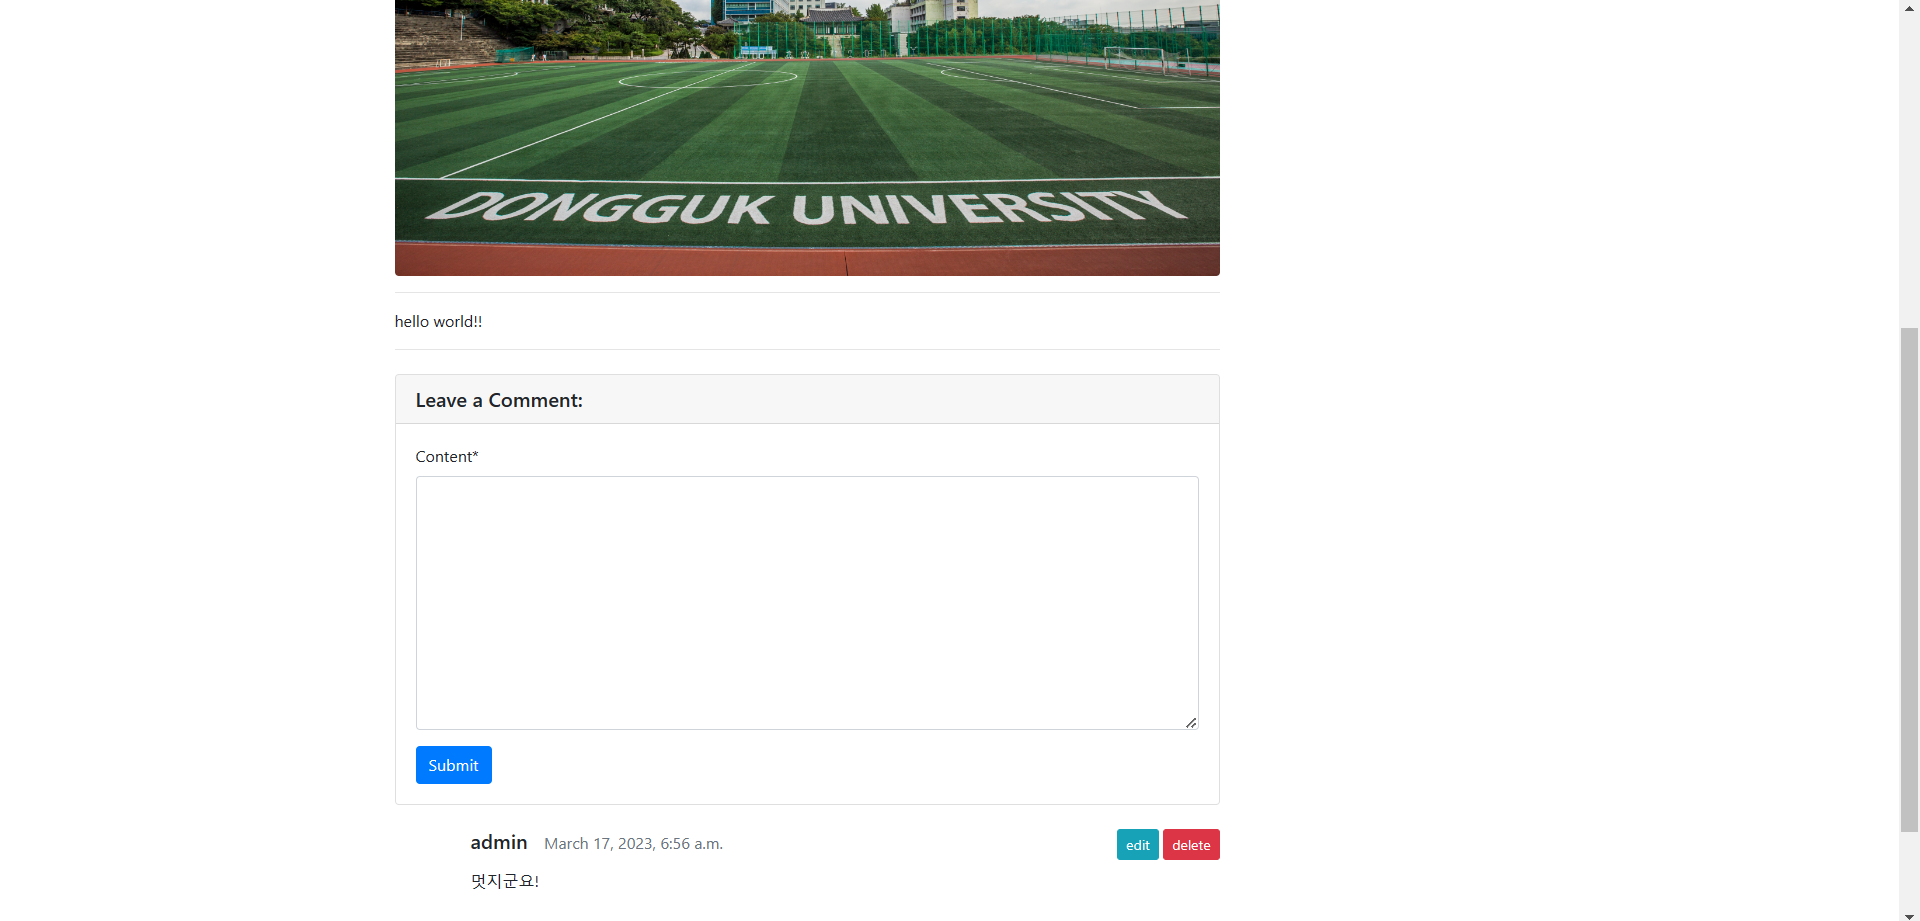 DONGGUK UNIVERSITY
hello world!!
Leave a Comment:
Content*
Submit
admin March 17, 2023, 6:56 a.m. edit delete
멋지군요!